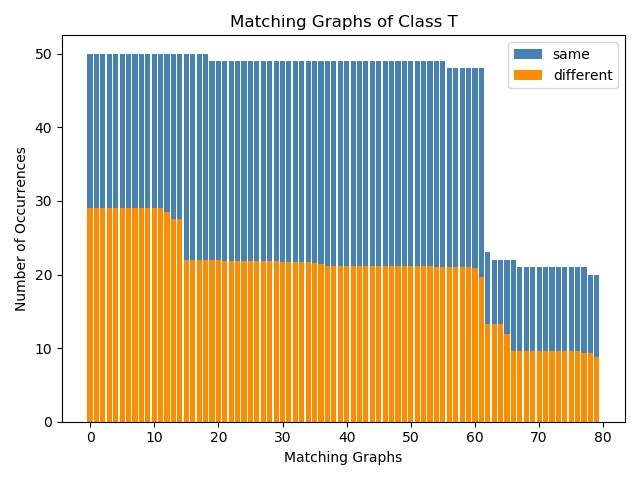 Matching Graphs of Class T
same
different
Number of Occurrences
50
40
30
20
10
0
0 10 20 30 40 50 60 70 80
Matching Graphs